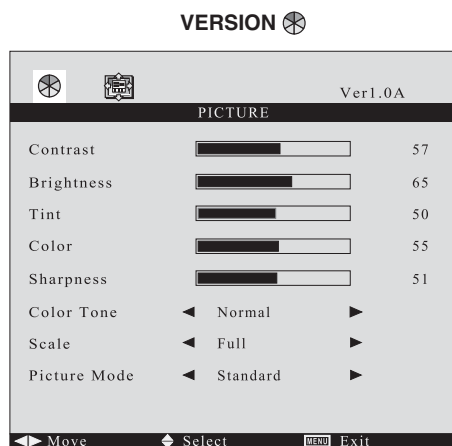 VERSION
Ver1.0A
PICTURE
Contrast 57
Brightness 65
Tint 50
Color 55
Sharpness 51
Color Tone Normal
Scale Full
Picture Mode Standard
Move Select MENU Exit